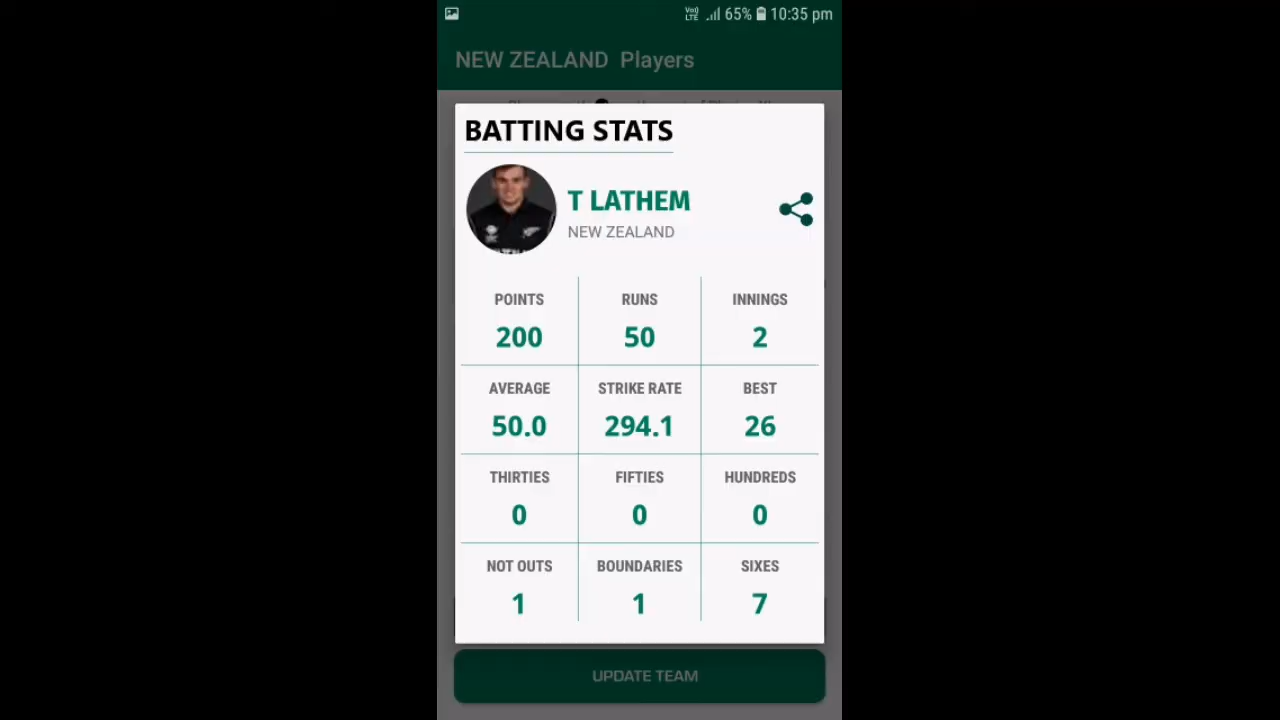 Voo LTE 65% 10:35 pm
NEW ZEALAND Players
BATTING STATS
T LATHEM
NEW ZEALAND
POINTS RUNS INNINGS
200 50 2
AVERAGE STRIKE RATE BEST
50.0 294.1 26
THIRTIES FIFTIES HUNDREDS
0 0 0
NOT OUTS BOUNDARIES SIXES
1 1 7
UPDATE TEAM